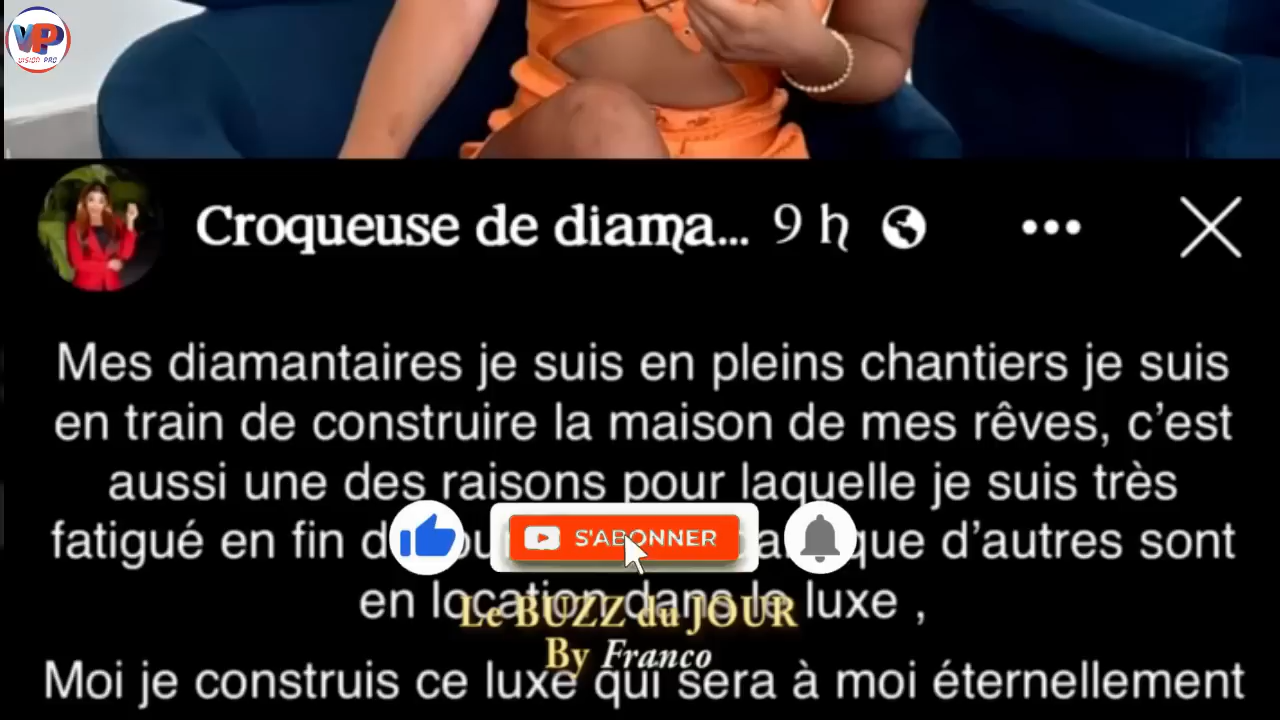 VP
VISION PRO
Croqueuse de diama... 9 h
Mes diamantaires je suis en pleins chantiers je suis
en train de construire la maison de mes rêves, c’est
aussi une des raisons pour laquelle je suis très
fatigué en fin que d’autres sont
S'ABONNER
en location dans le luxe ,
Le BUZZ du JOUR
By Franco
Moi je construis ce luxe qui sera à moi éternellement